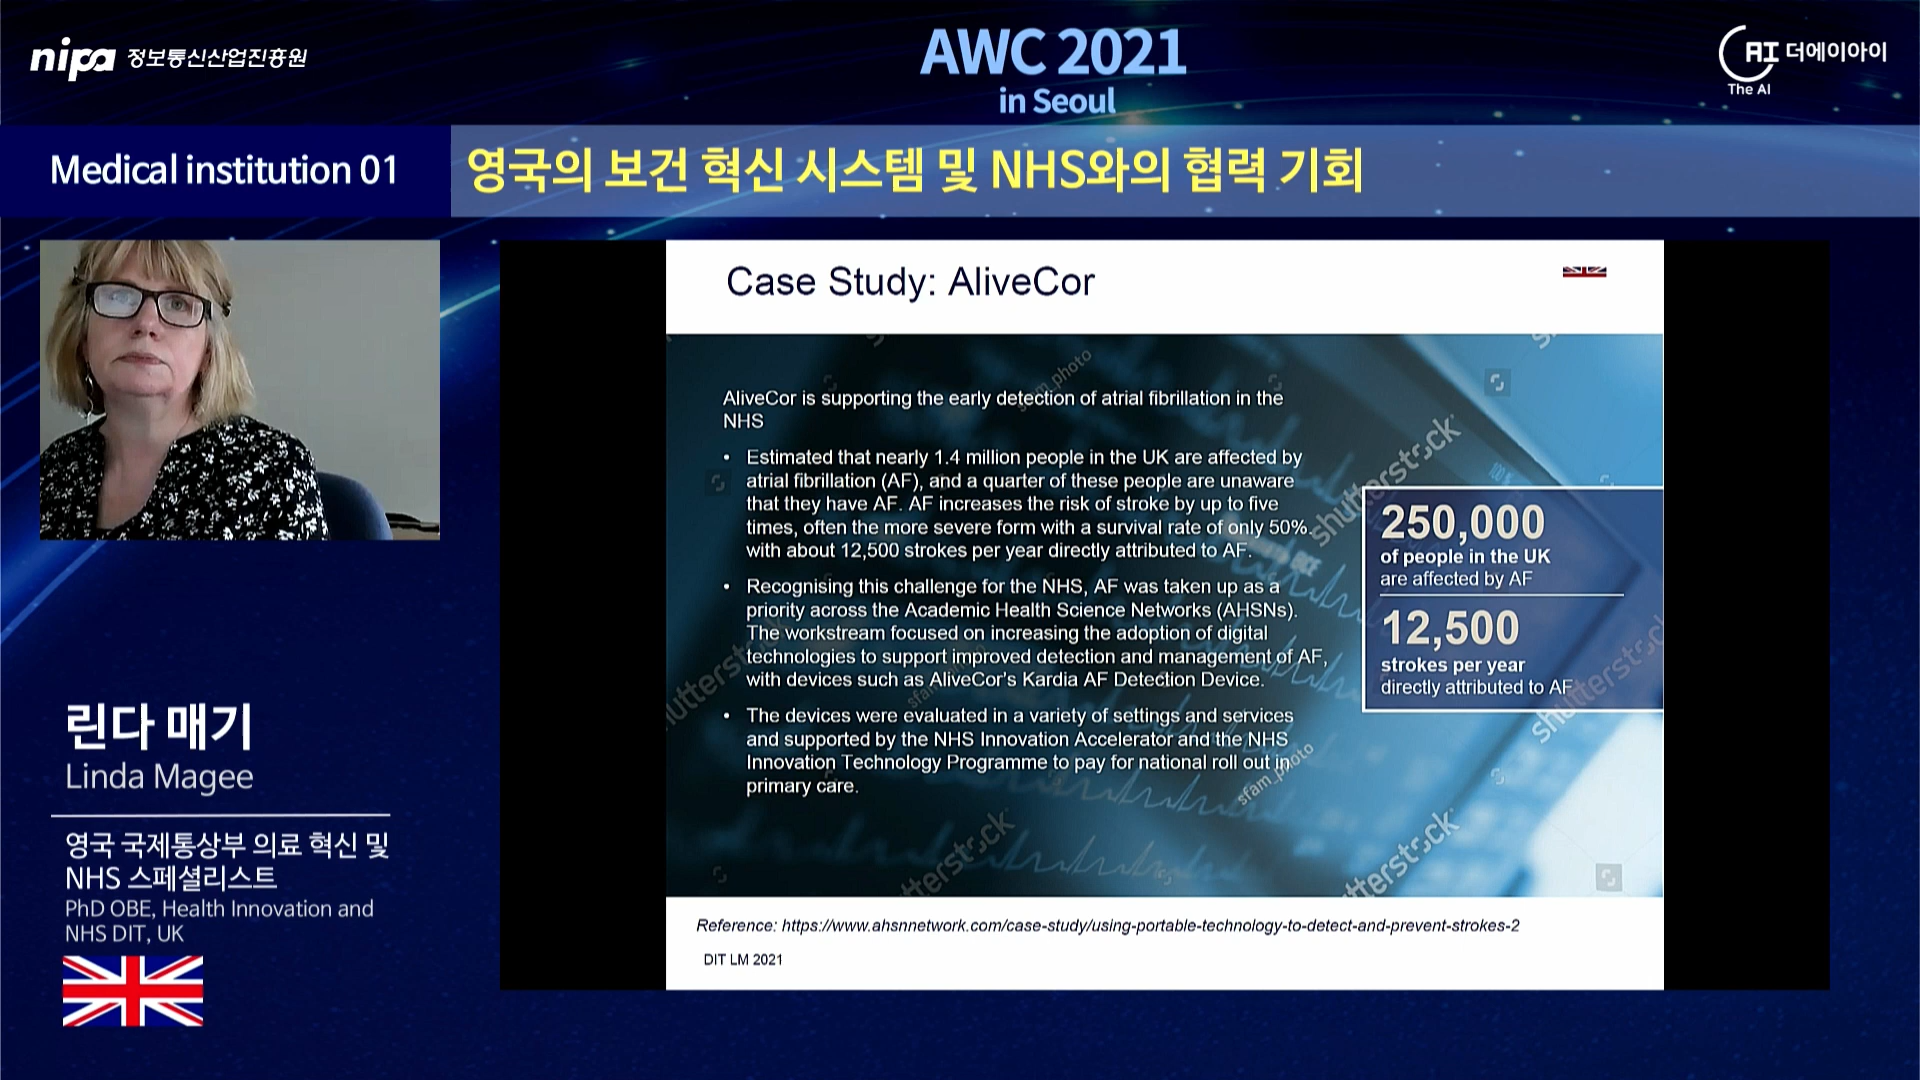 nipa 정보통신산업진흥원
AWC 2021
in Seoul
AI 더에이아이
The AI
Medical institution 01
영국의 보건 혁신 시스템 및 NHS와의 협력 기회
Case Study: AliveCor
AliveCor is supporting the early detection of atrial fibrillation in the
NHS
• Estimated that nearly 1.4 million people in the UK are affected by
atrial fibrillation (AF), and a quarter of these people are unaware
that they have AF. AF increases the risk of stroke by up to five
times, often the more severe form with a survival rate of only 50%.
with about 12,500 strokes per year directly attributed to AF.
• Recognising this challenge for the NHS, AF was taken up as a
priority across the Academic Health Science Networks (AHSNs).
The workstream focused on increasing the adoption of digital
technologies to support improved detection and management of AF,
with devices such as AliveCor's Kardia AF Detection Device.
• The devices were evaluated in a variety of settings and services
and supported by the NHS Innovation Accelerator and the NHS
Innovation Technology Programme to pay for national roll out in
primary care.
250,000
of people in the UK
are affected by AF
12,500
strokes per year
directly attributed to AF
shutterstock
sfam_photo
Reference: https://www.ahsnnetwork.com/case-study/using-portable-technology-to-detect-and-prevent-strokes-2
DIT LM 2021
린다 매기
Linda Magee
영국 국제통상부 의료 혁신 및
NHS 스페셜리스트
PhD OBE, Health Innovation and
NHS DIT, UK